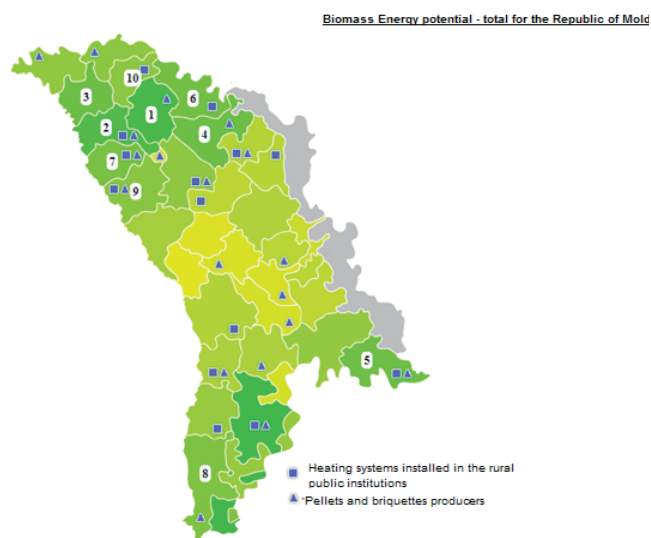 Biomass Energy potential - total for the Republic of Mold
10
3
6
1
2
4
7
9
5
8
Heating systems installed in the rural
public institutions
Pellets and briquettes producers